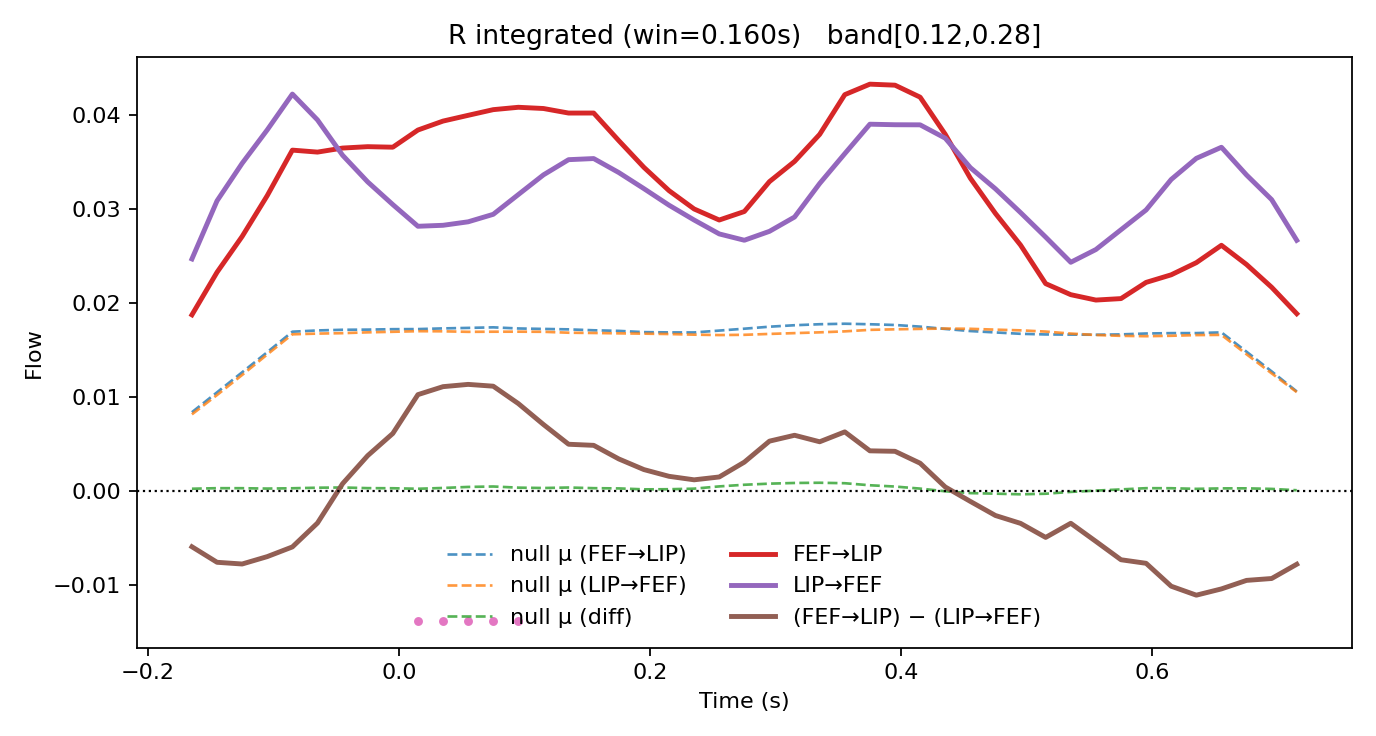 R integrated (win=0.160s)   band[0.12,0.28]
Flow
0.04
0.03
0.02
0.01
0.00
−0.01
null μ (FEF→LIP)
null μ (LIP→FEF)
null μ (diff)
FEF→LIP
LIP→FEF
(FEF→LIP) − (LIP→FEF)
−0.2
0.0
0.2
0.4
0.6
Time (s)